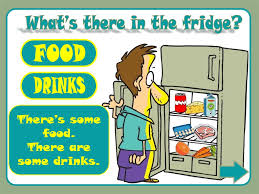 What's there in the fridge?
FOOD
DRINKS
There's some
food.
There are
some drinks.